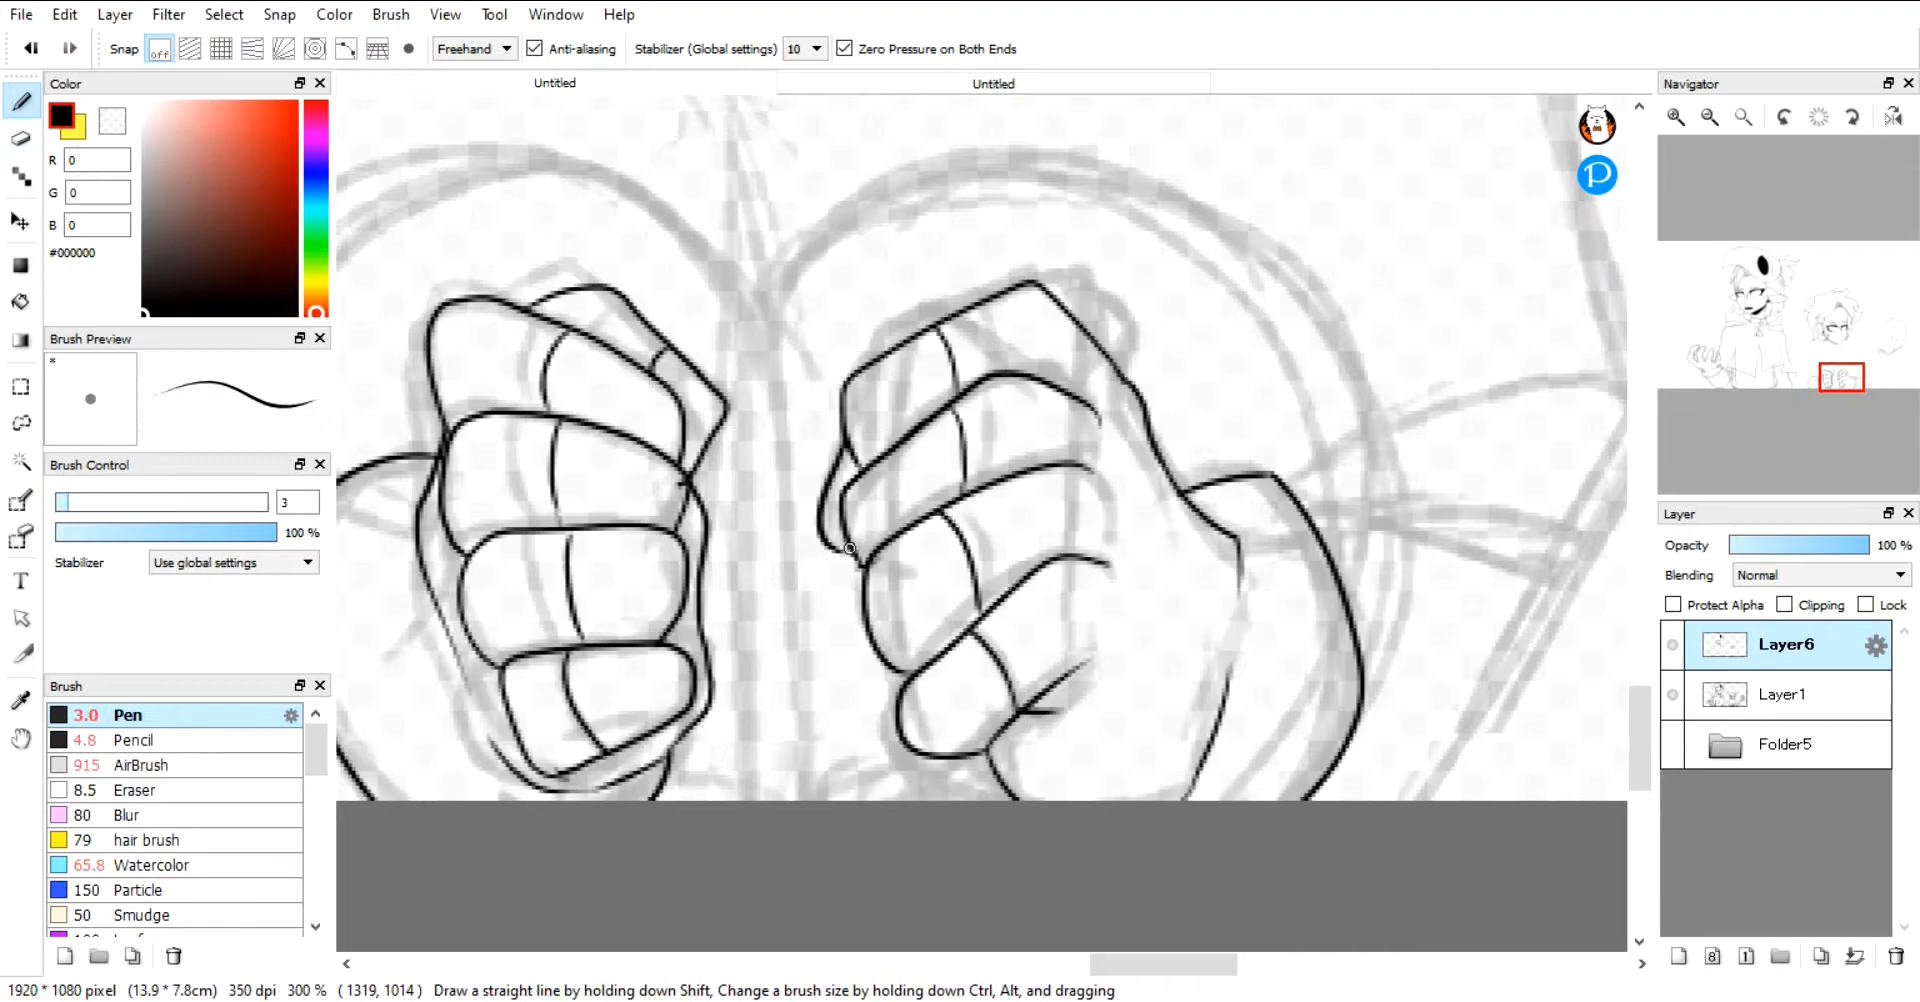 File Edit Layer Filter Select Snap Color Brush View Tool Window Help
Snap off Freehand Anti-aliasing Stabilizer (Global settings) 10 Zero Pressure on Both Ends
Color
Untitled
Untitled
Navigator
R 0
G 0
B 0
#000000
Brush Preview
*
Brush Control
3
100 %
Stabilizer Use global settings
Brush
3.0 Pen
4.8 Pencil
915 AirBrush
8.5 Eraser
80 Blur
79 hair brush
65.8 Watercolor
150 Particle
50 Smudge
T
P
Layer
Opacity 100 %
Blending Normal
Protect Alpha Clipping Lock
Layer6
Layer1
Folder5
8 1
1920 * 1080 pixel (13.9 * 7.8cm) 350 dpi 300 % ( 1319, 1014 ) Draw a straight line by holding down Shift, Change a brush size by holding down Ctrl, Alt, and dragging